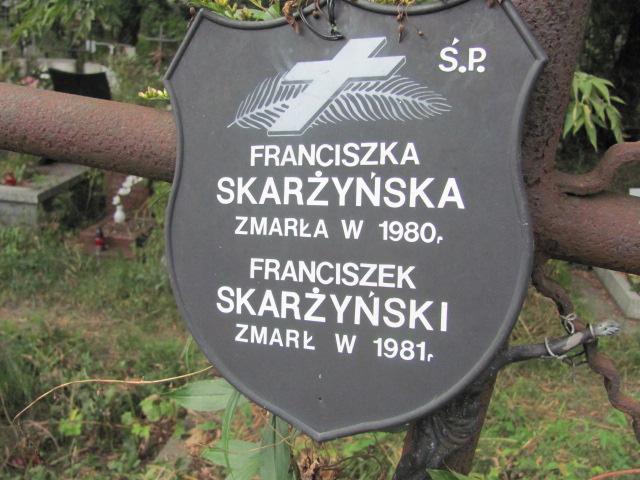 Ś.P.
FRANCISZKA
SKARŻYŃSKA
ZMARŁA W 1980r.
FRANCISZEK
SKARŻYŃSKI
ZMARŁ W 1981r.